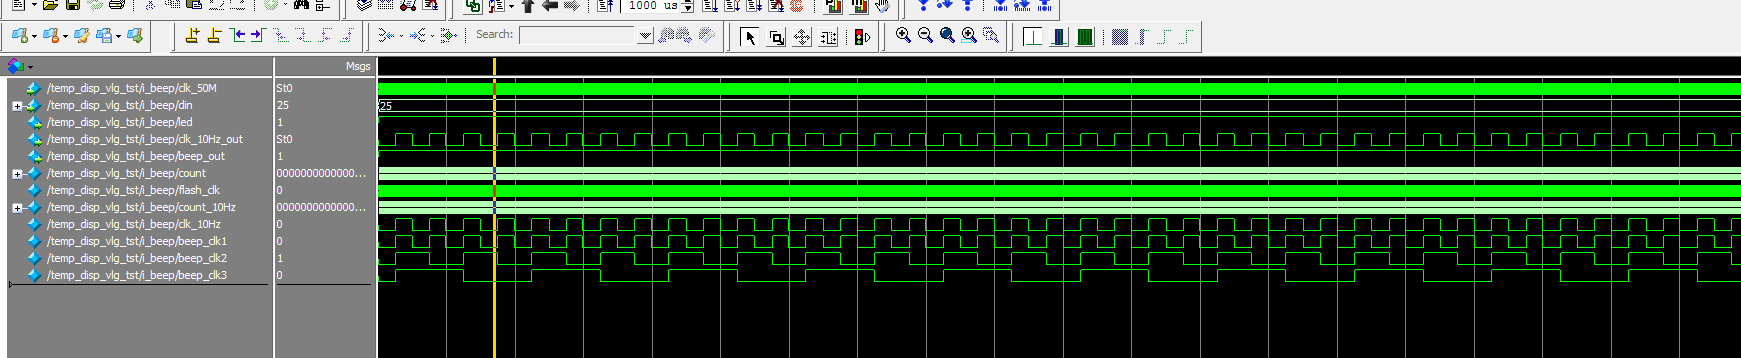 1000 us
Search:
Msgs
/temp_disp_vlg_tst/i_beep/clk_50M St0
/temp_disp_vlg_tst/i_beep/din 25 25
/temp_disp_vlg_tst/i_beep/led 1
/temp_disp_vlg_tst/i_beep/clk_10Hz_out St0
/temp_disp_vlg_tst/i_beep/beep_out 1
/temp_disp_vlg_tst/i_beep/count 0000000000000...
/temp_disp_vlg_tst/i_beep/flash_clk 0
/temp_disp_vlg_tst/i_beep/count_10Hz 0000000000000...
/temp_disp_vlg_tst/i_beep/clk_10Hz 0
/temp_disp_vlg_tst/i_beep/beep_clk1 0
/temp_disp_vlg_tst/i_beep/beep_clk2 1
/temp_disp_vlg_tst/i_beep/beep_clk3 0